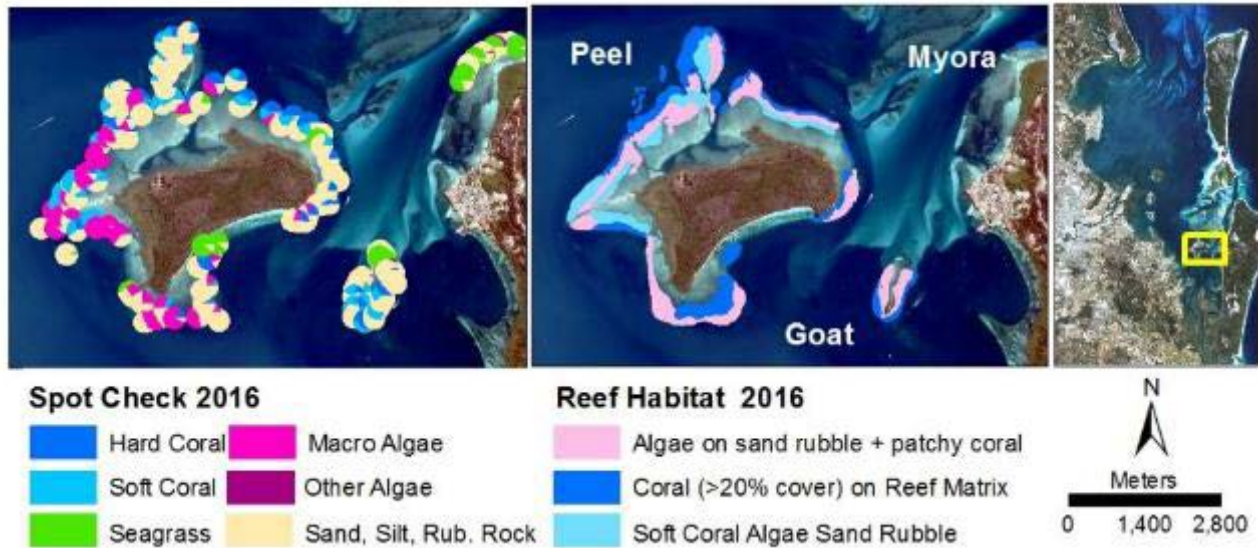 Peel
Myora
Goat
Spot Check 2016
Hard Coral
Macro Algae
Soft Coral
Other Algae
Seagrass
Sand, Silt, Rub. Rock
Reef Habitat 2016
Algae on sand rubble + patchy coral
Coral (>20% cover) on Reef Matrix
Soft Coral Algae Sand Rubble
N
Meters
0 1,400 2,800